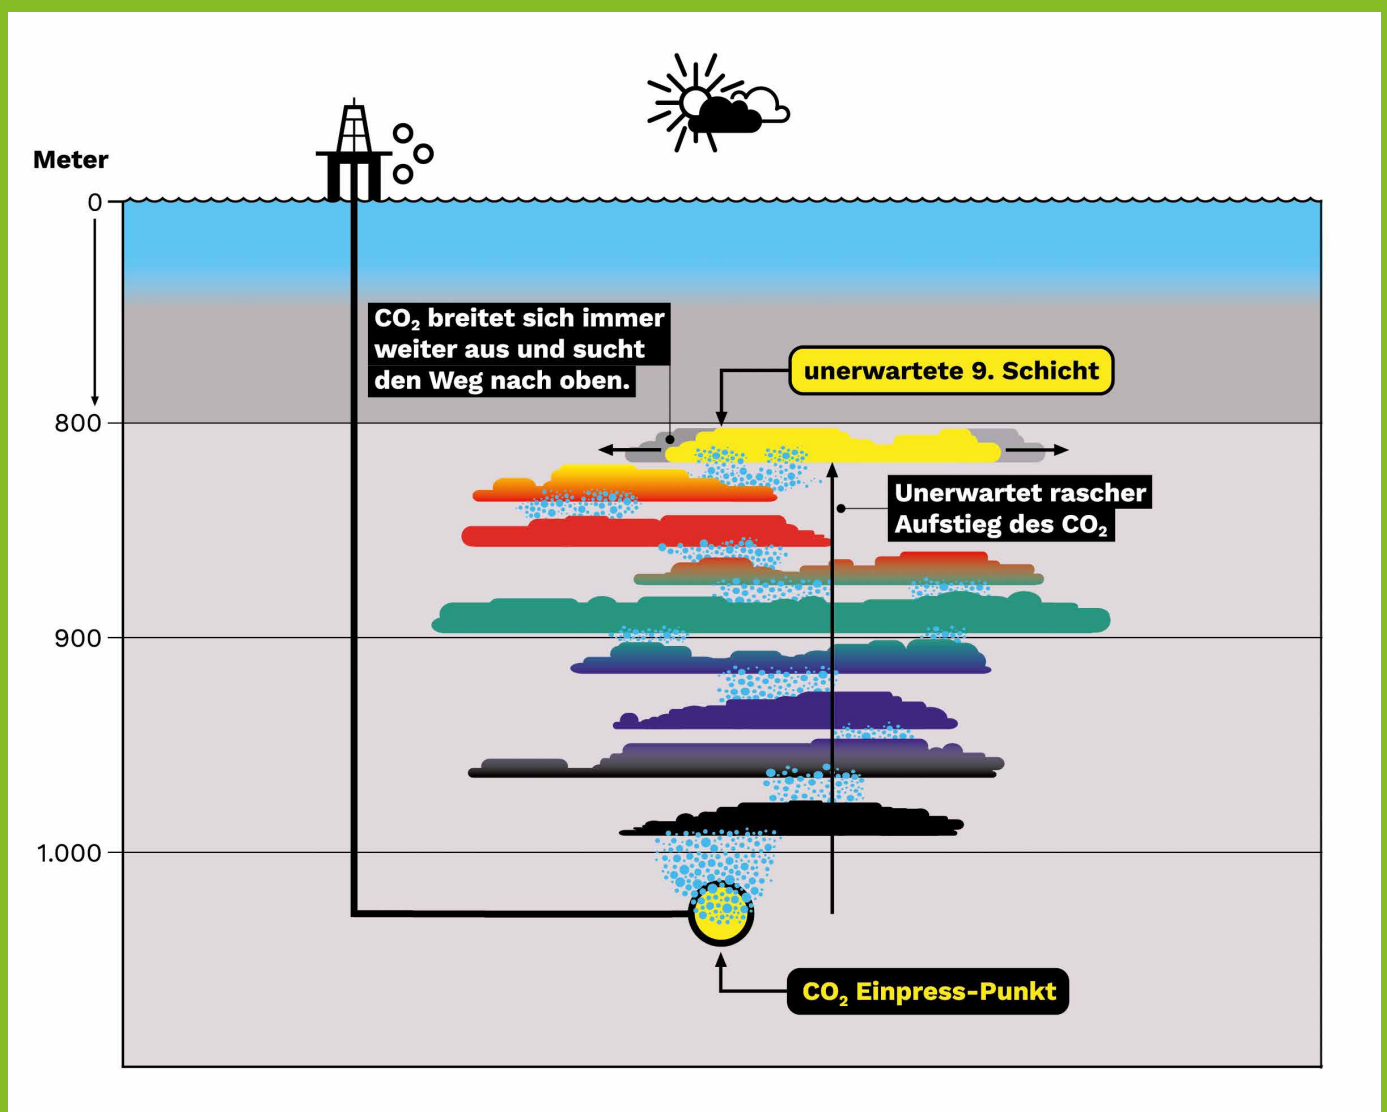 Meter
0
CO₂ breitet sich immer
weiter aus und sucht
den Weg nach oben.
unerwartete 9. Schicht
800
Unerwartet rascher
Aufstieg des CO₂
900
1.000
CO₂ Einpress-Punkt